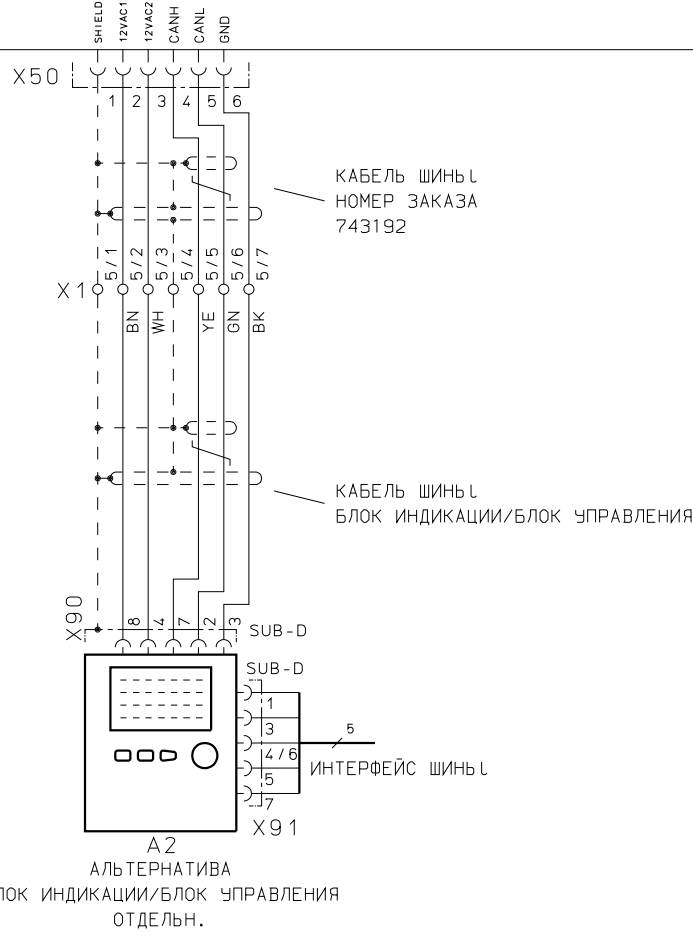 SHIELD 12VAC1 12VAC2 CANH CANL GND
X50
1 2 3 4 5 6
КАБЕЛЬ ШИНЫ
НОМЕР ЗАКАЗА
743192
5/1 5/2 5/3 5/4 5/5 5/6 5/7
X1
BN WH YE GN BK
КАБЕЛЬ ШИНЫ
БЛОК ИНДИКАЦИИ/БЛОК УПРАВЛЕНИЯ
X90
8 4 7 2 3
SUB-D
SUB-D
1
3
5
4/6
ИНТЕРФЕЙС ШИНЫ
5
7
X91
A2
АЛЬТЕРНАТИВА
ЛОК ИНДИКАЦИИ/БЛОК УПРАВЛЕНИЯ
ОТДЕЛЬН.